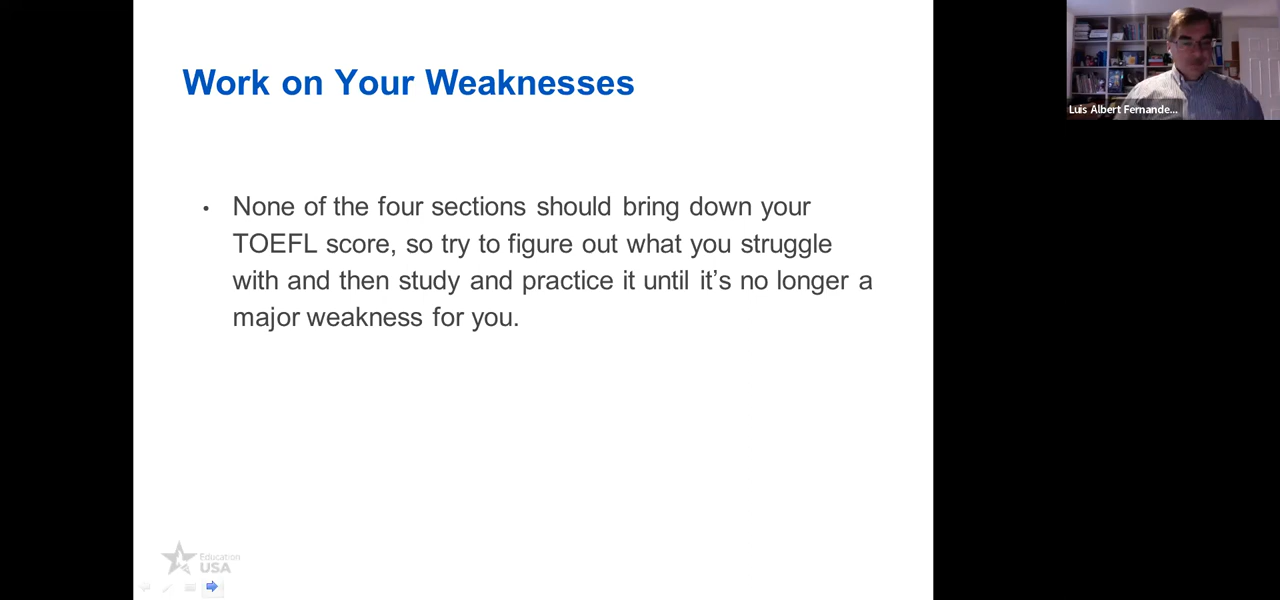 Work on Your Weaknesses
• None of the four sections should bring down your
TOEFL score, so try to figure out what you struggle
with and then study and practice it until it’s no longer a
major weakness for you.
Luis Albert Fernande...
Education
USA